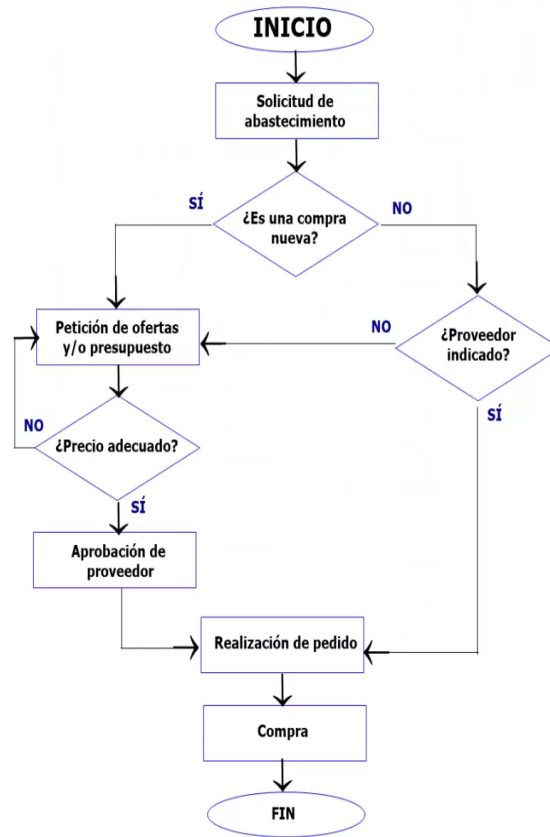 INICIO
Solicitud de
abastecimiento
SÍ
¿Es una compra
nueva?
NO
Petición de ofertas
y/o presupuesto
NO
¿Proveedor
indicado?
NO
¿Precio adecuado?
SÍ
SÍ
Aprobación de
proveedor
Realización de pedido
Compra
FIN